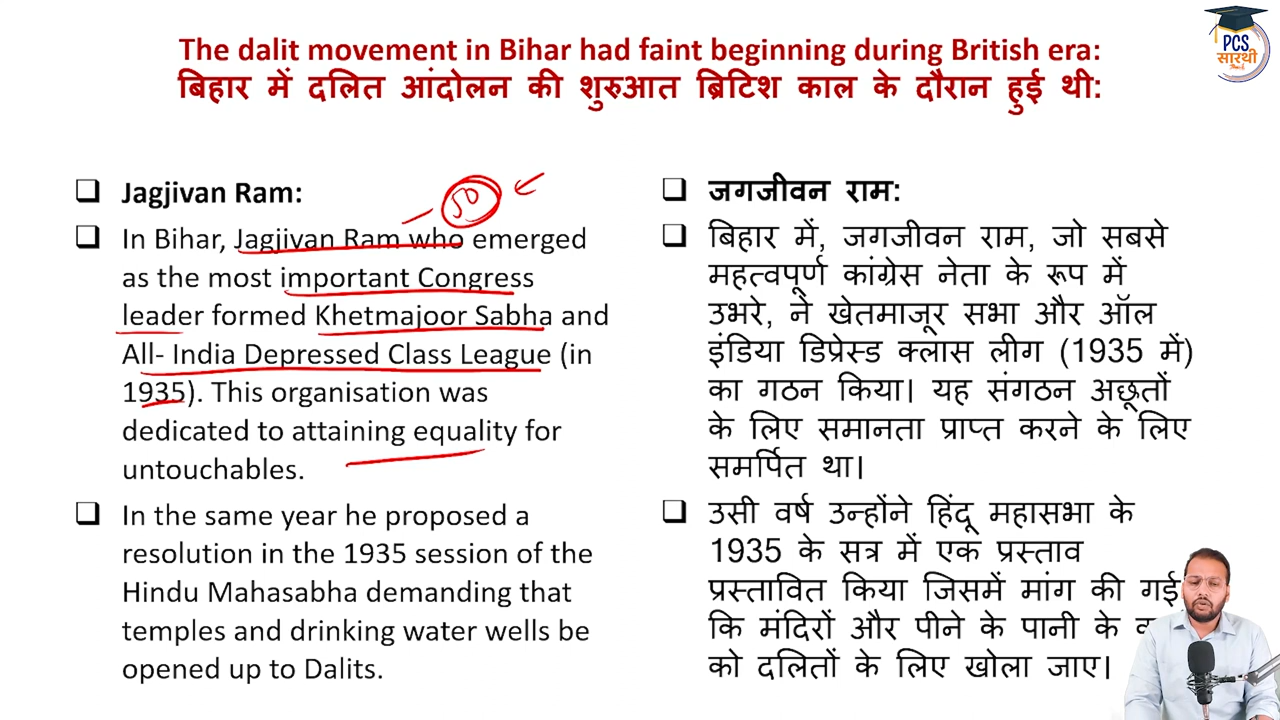 The dalit movement in Bihar had faint beginning during British era:
बिहार में दलित आंदोलन की शुरुआत ब्रिटिश काल के दौरान हुई थी:
PCS
सारथी
❑ Jagjivan Ram:
50
❑ In Bihar, Jagjivan Ram who emerged
as the most important Congress
leader formed Khetmajoor Sabha and
All- India Depressed Class League (in
1935). This organisation was
dedicated to attaining equality for
untouchables.
❑ In the same year he proposed a
resolution in the 1935 session of the
Hindu Mahasabha demanding that
temples and drinking water wells be
opened up to Dalits.
❑ जगजीवन राम:
❑ बिहार में, जगजीवन राम, जो सबसे
महत्वपूर्ण कांग्रेस नेता के रूप में
उभरे, ने खेतमाजूर सभा और ऑल
इंडिया डिप्रेस्ड क्लास लीग (1935 में)
का गठन किया। यह संगठन अछूतों
के लिए समानता प्राप्त करने के लिए
समर्पित था।
❑ उसी वर्ष उन्होंने हिंदू महासभा के
1935 के सत्र में एक प्रस्ताव
प्रस्तावित किया जिसमें मांग की गई
कि मंदिरों और पीने के पानी के
को दलितों के लिए खोला जाए।